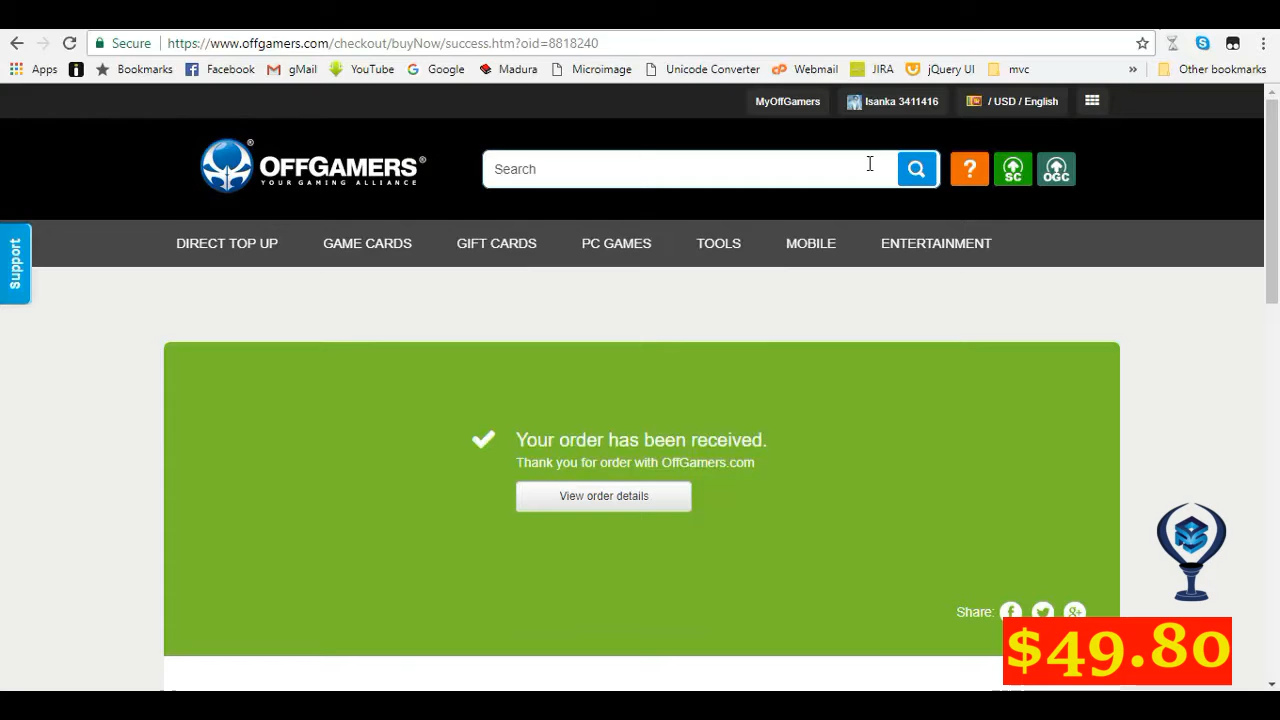 Secure https://www.offgamers.com/checkout/buyNow/success.htm?oid=8818240
Apps Bookmarks Facebook gMail YouTube Google Madura Microimage Unicode Converter Webmail JIRA jQuery UI mvc » Other bookmarks
MyOffGamers Isanka 3411416 / USD / English
OFFGAMERS®
YOUR GAMING ALLIANCE
Search
?
SC
OGC
DIRECT TOP UP GAME CARDS GIFT CARDS PC GAMES TOOLS MOBILE ENTERTAINMENT
Support
Your order has been received.
Thank you for order with OffGamers.com
View order details
Share:
$49.80